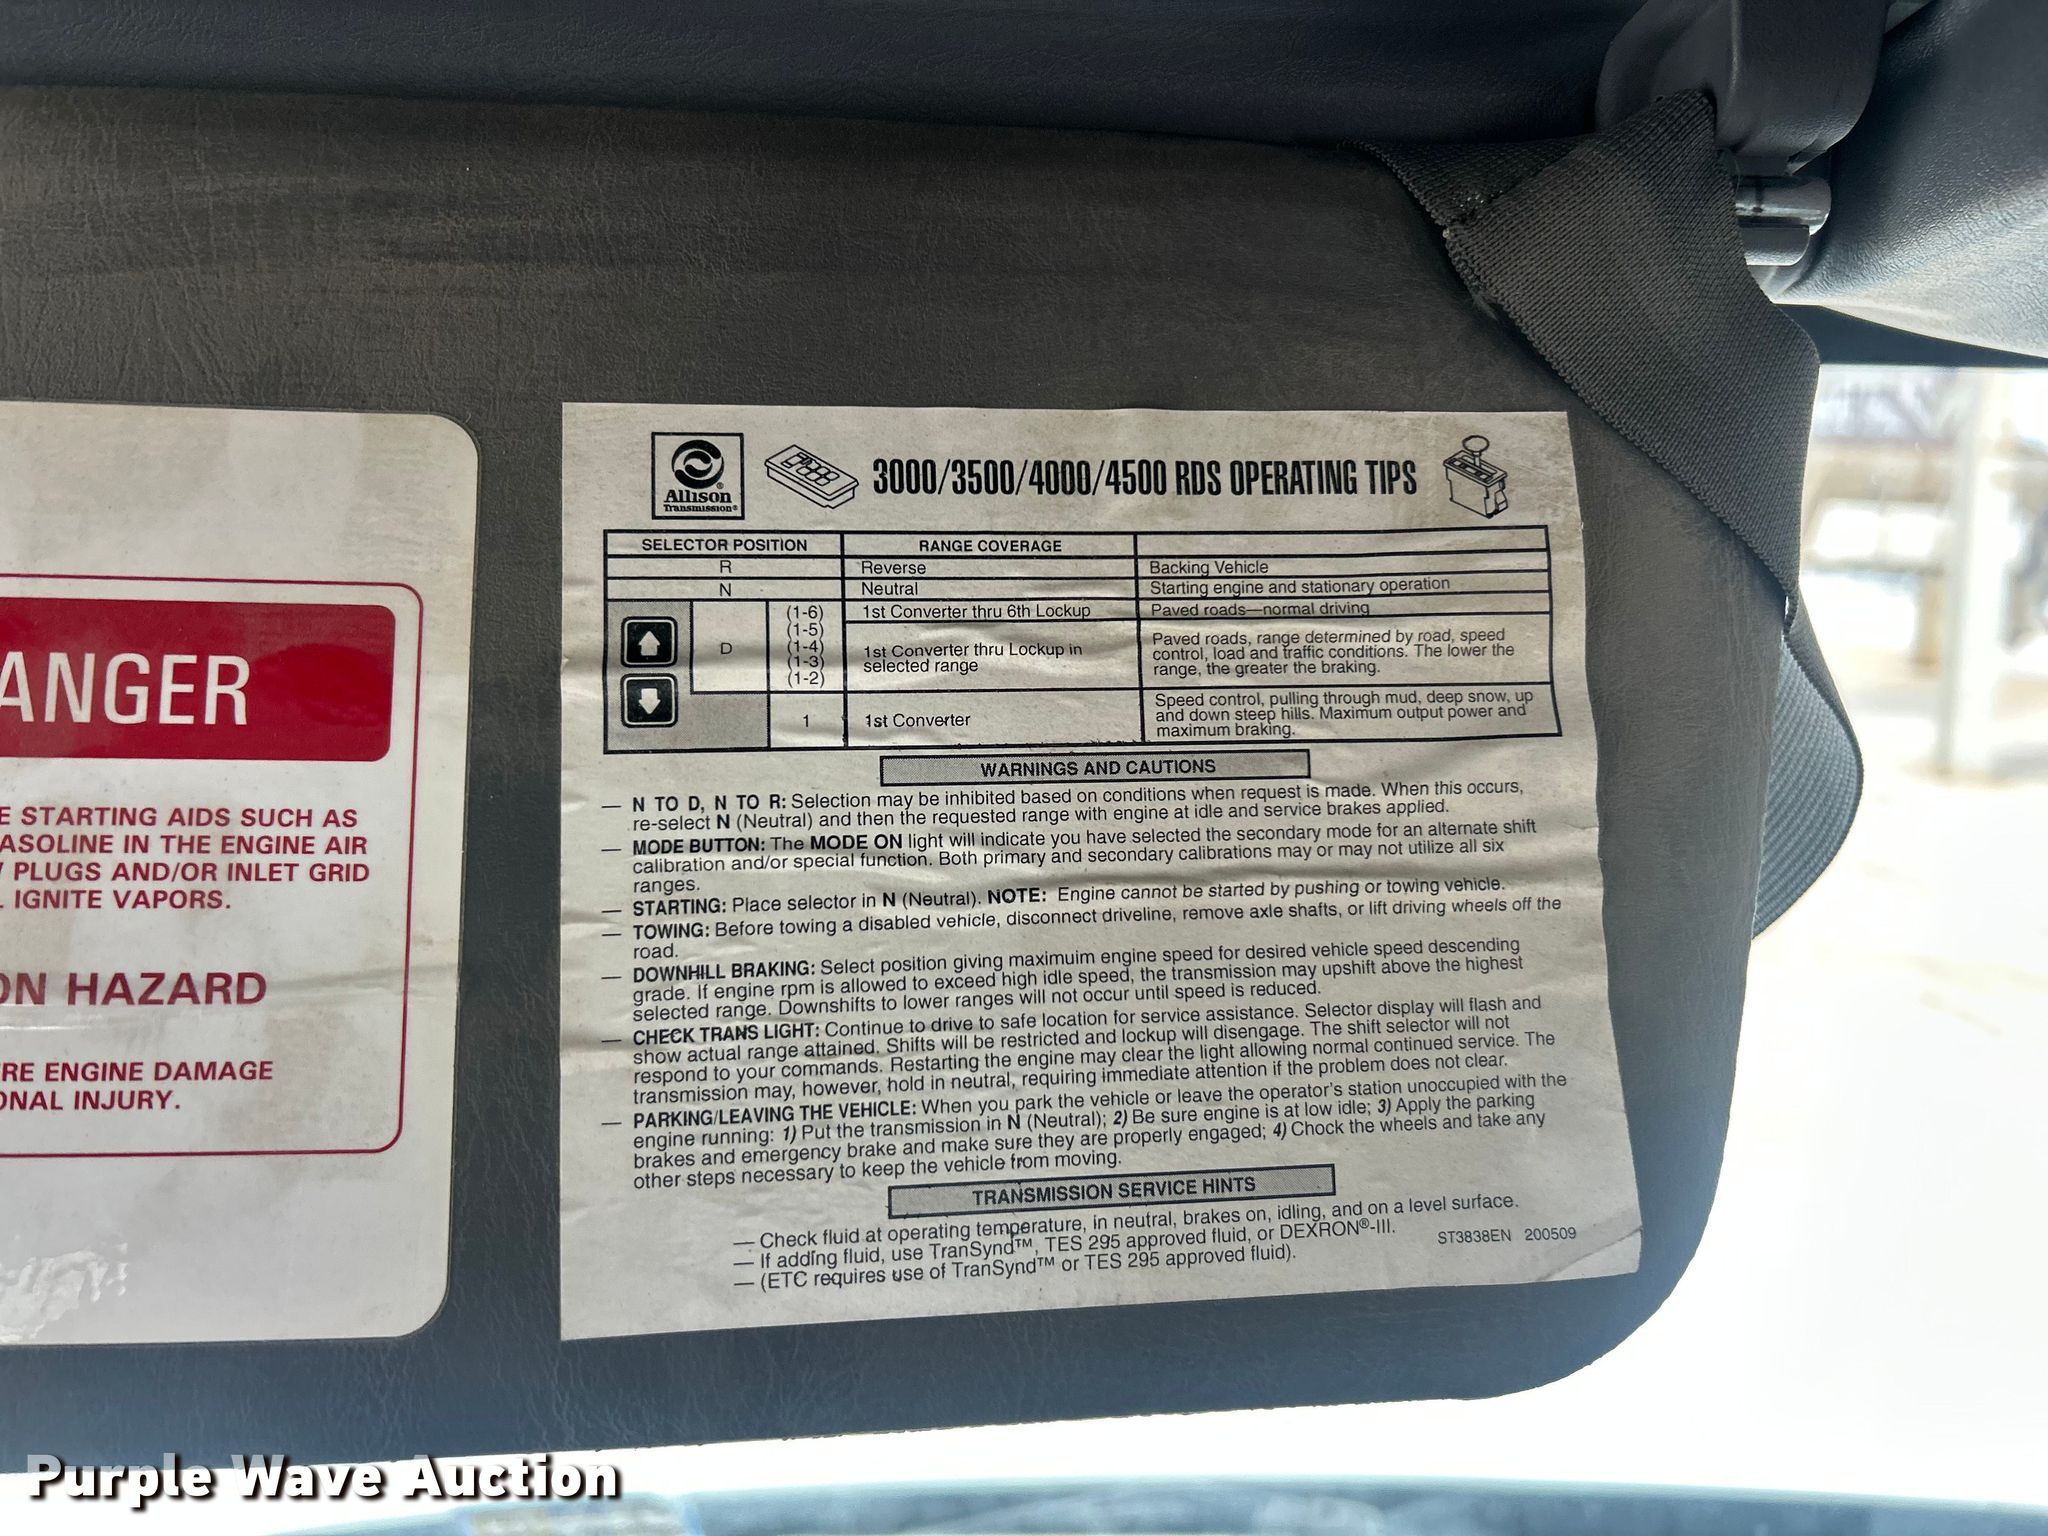 ANGER
E STARTING AIDS SUCH AS
ASOLINE IN THE ENGINE AIR
PLUGS AND/OR INLET GRID
IGNITE VAPORS.
ON HAZARD
RE ENGINE DAMAGE
ONAL INJURY.
Allison®
Transmission®
3000/3500/4000/4500 RDS OPERATING TIPS
SELECTOR POSITION RANGE COVERAGE
R Reverse Backing Vehicle
N Neutral Starting engine and stationary operation
D
(1-6) 1st Converter thru 6th Lockup Paved roads—normal driving
(1-5)
(1-4)
(1-3)
(1-2)
1st Converter thru Lockup in
selected range
Paved roads, range determined by road, speed
control, load and traffic conditions. The lower the
range, the greater the braking.
1 1st Converter
Speed control, pulling through mud, deep snow, up
and down steep hills. Maximum output power and
maximum braking.
WARNINGS AND CAUTIONS
— N TO D, N TO R: Selection may be inhibited based on conditions when request is made. When this occurs,
re-select N (Neutral) and then the requested range with engine at idle and service brakes applied.
— MODE BUTTON: The MODE ON light will indicate you have selected the secondary mode for an alternate shift
calibration and/or special function. Both primary and secondary calibrations may or may not utilize all six
ranges.
— STARTING: Place selector in N (Neutral). NOTE: Engine cannot be started by pushing or towing vehicle.
— TOWING: Before towing a disabled vehicle, disconnect driveline, remove axle shafts, or lift driving wheels off the
road.
— DOWNHILL BRAKING: Select position giving maximuim engine speed for desired vehicle speed descending
grade. If engine rpm is allowed to exceed high idle speed, the transmission may upshift above the highest
selected range. Downshifts to lower ranges will not occur until speed is reduced.
— CHECK TRANS LIGHT: Continue to drive to safe location for service assistance. Selector display will flash and
show actual range attained. Shifts will be restricted and lockup will disengage. The shift selector will not
respond to your commands. Restarting the engine may clear the light allowing normal continued service. The
transmission may, however, hold in neutral, requiring immediate attention if the problem does not clear.
— PARKING/LEAVING THE VEHICLE: When you park the vehicle or leave the operator's station unoccupied with the
engine running: 1) Put the transmission in N (Neutral); 2) Be sure engine is at low idle; 3) Apply the parking
brakes and emergency brake and make sure they are properly engaged; 4) Chock the wheels and take any
other steps necessary to keep the vehicle from moving.
TRANSMISSION SERVICE HINTS
— Check fluid at operating temperature, in neutral, brakes on, idling, and on a level surface.
— If adding fluid, use TranSynd™, TES 295 approved fluid, or DEXRON®-III.
— (ETC requires use of TranSynd™ or TES 295 approved fluid).
ST3838EN 200509
Purple Wave Auction